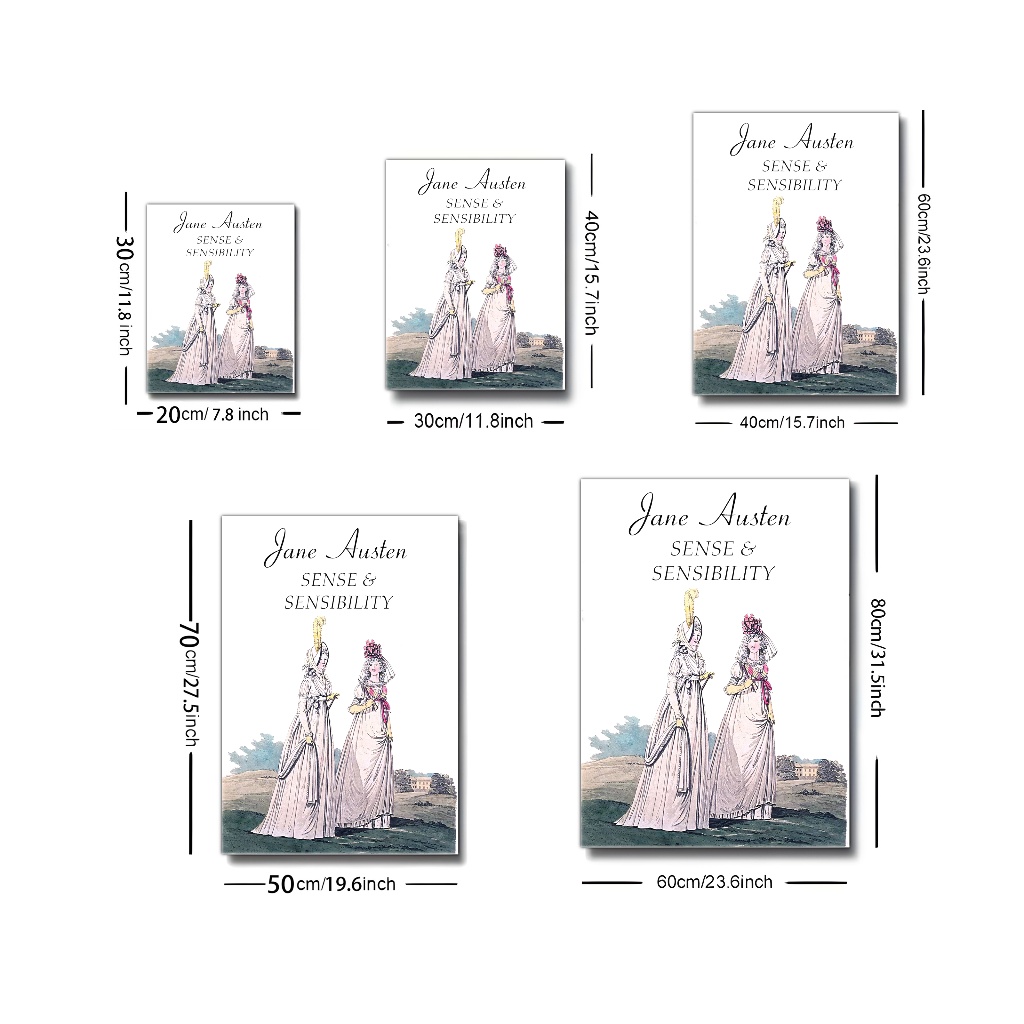 Jane Austen
SENSE &
SENSIBILITY
30cm/11.8 inch
20cm/ 7.8 inch
Jane Austen
SENSE &
SENSIBILITY
40cm/15.7inch
30cm/11.8inch
Jane Austen
SENSE &
SENSIBILITY
60cm/23.6inch
40cm/15.7inch
Jane Austen
SENSE &
SENSIBILITY
70cm/27.5inch
50cm/19.6inch
Jane Austen
SENSE &
SENSIBILITY
80cm/31.5inch
60cm/23.6inch